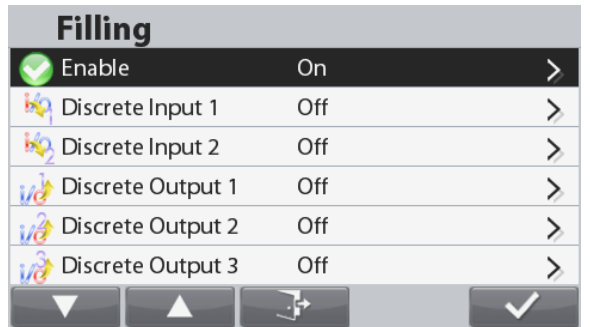 Filling
Enable On
Discrete Input 1 Off
Discrete Input 2 Off
Discrete Output 1 Off
Discrete Output 2 Off
Discrete Output 3 Off